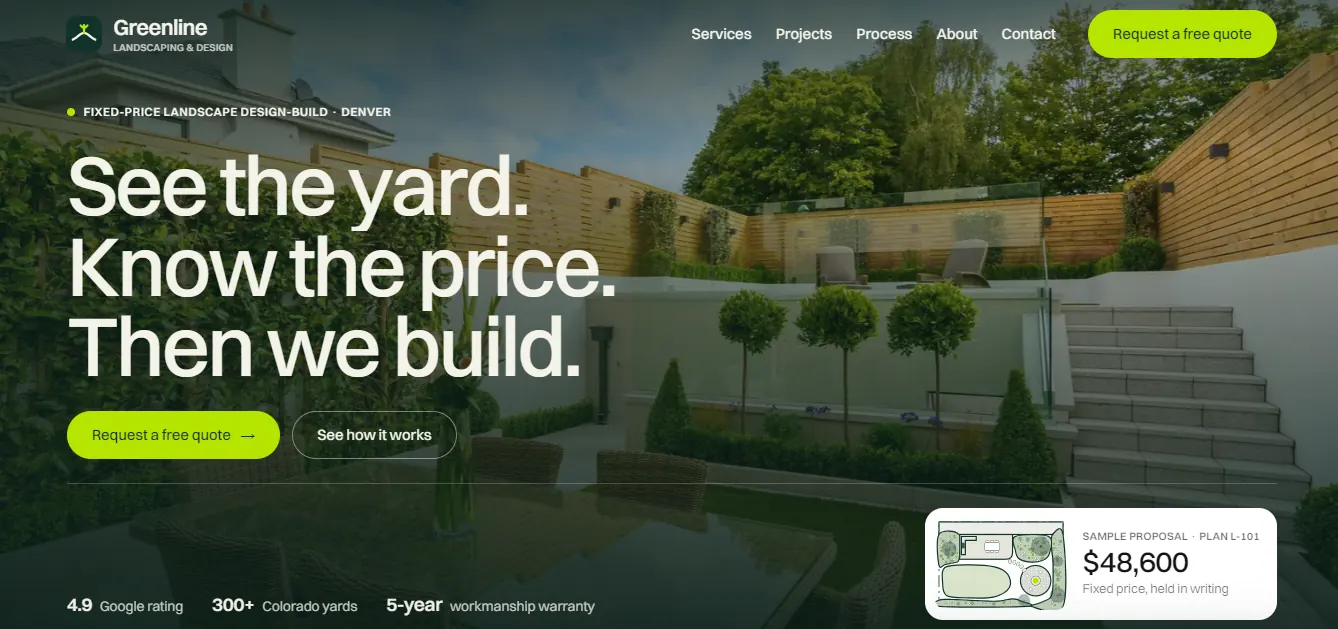 Greenline
LANDSCAPING & DESIGN
Services
Projects
Process
About
Contact
Request a free quote
FIXED-PRICE LANDSCAPE DESIGN-BUILD · DENVER
See the yard.
Know the price.
Then we build.
Request a free quote →
See how it works
SAMPLE PROPOSAL · PLAN L-101
$48,600
Fixed price, held in writing
4.9 Google rating
300+ Colorado yards
5-year workmanship warranty